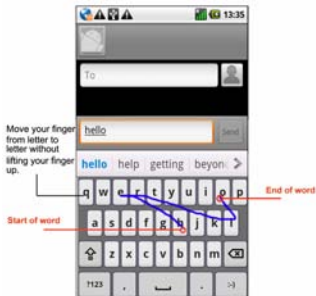 13:35
To
Move your finger
from letter to
letter without
lifting your finger
up.
hello
Send
hello help getting beyon
q w e r t y u i o p
End of word
Start of word
a s d f g h j k l
z x c v b n m
?123 , . :-)